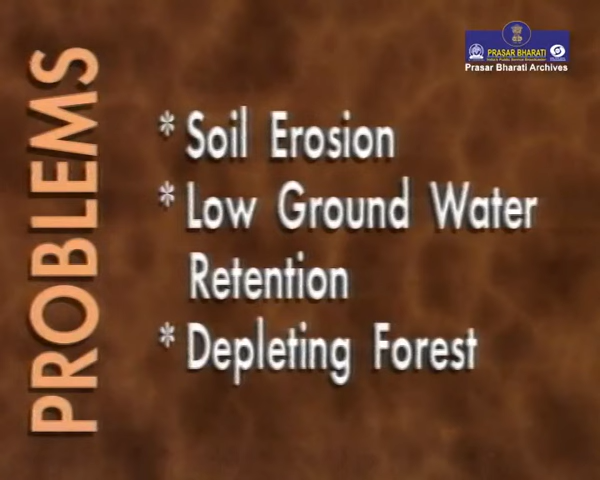 PRASAR BHARATI
Prasar Bharati Archives
PROBLEMS
* Soil Erosion
* Low Ground Water
Retention
* Depleting Forest